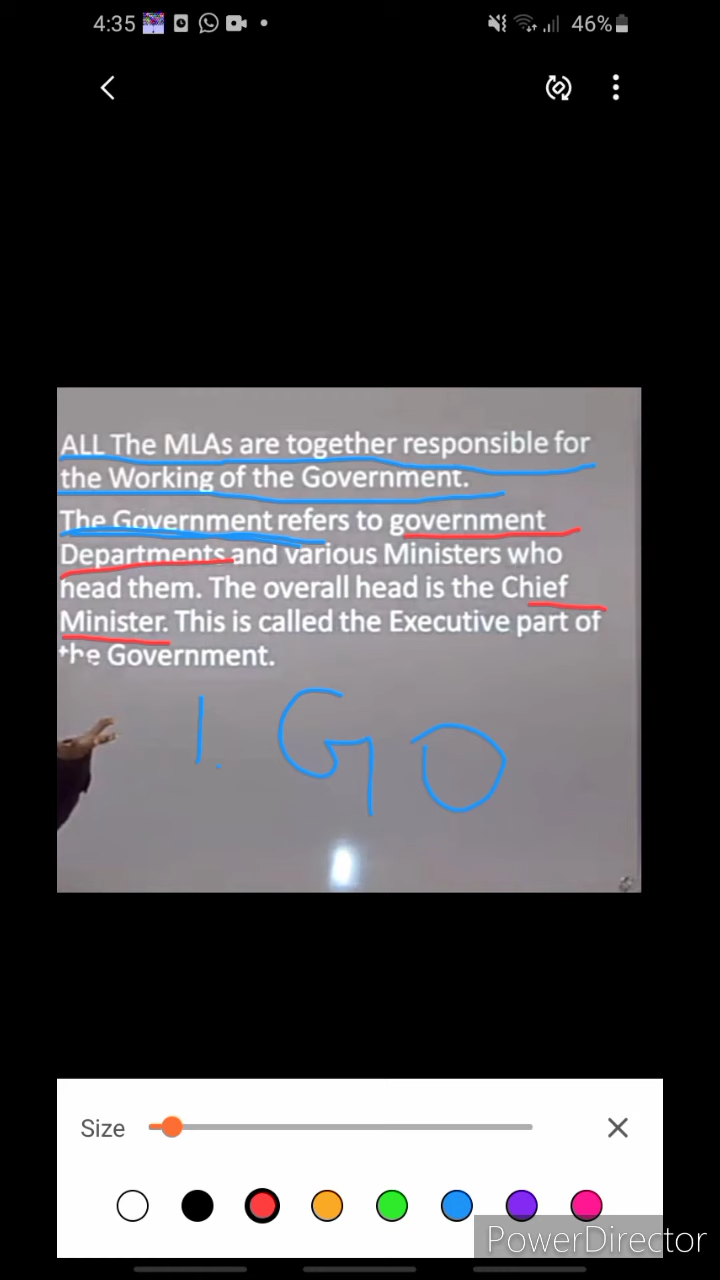 4:35 46%
ALL The MLAs are together responsible for
the Working of the Government.
The Government refers to government
Departments and various Ministers who
head them. The overall head is the Chief
Minister. This is called the Executive part of
the Government.
1. GO
Size
PowerDirector